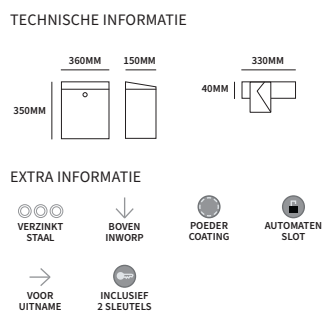 TECHNISCHE INFORMATIE
360MM
150MM
330MM
40MM
350MM
EXTRA INFORMATIE
VERZINKT
STAAL
BOVEN
INWORP
POEDER
COATING
AUTOMATEN
SLOT
VOOR
UITNAME
INCLUSIEF
2 SLEUTELS